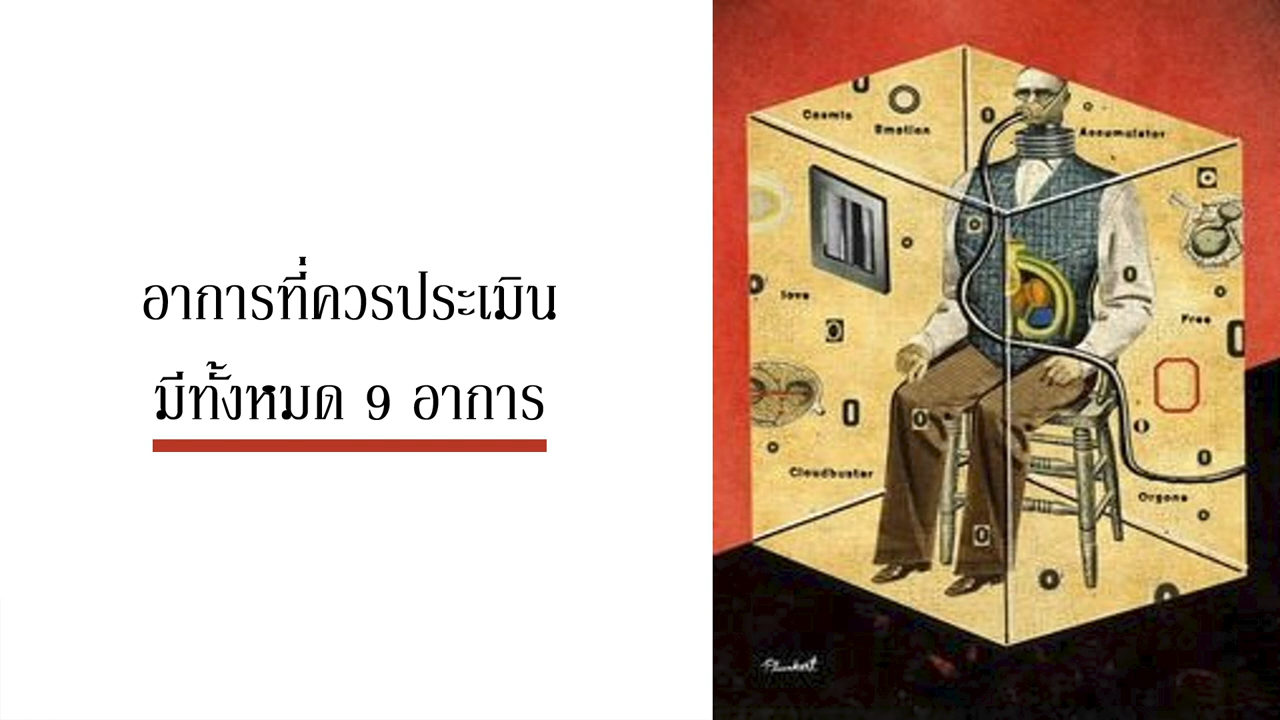 อาการที่ควรประเมิน
มีทั้งหมด 9 อาการ
Cosmic
Emotion
Accumulator
love
Free
Cloudbuster
Orgone
Plunkert